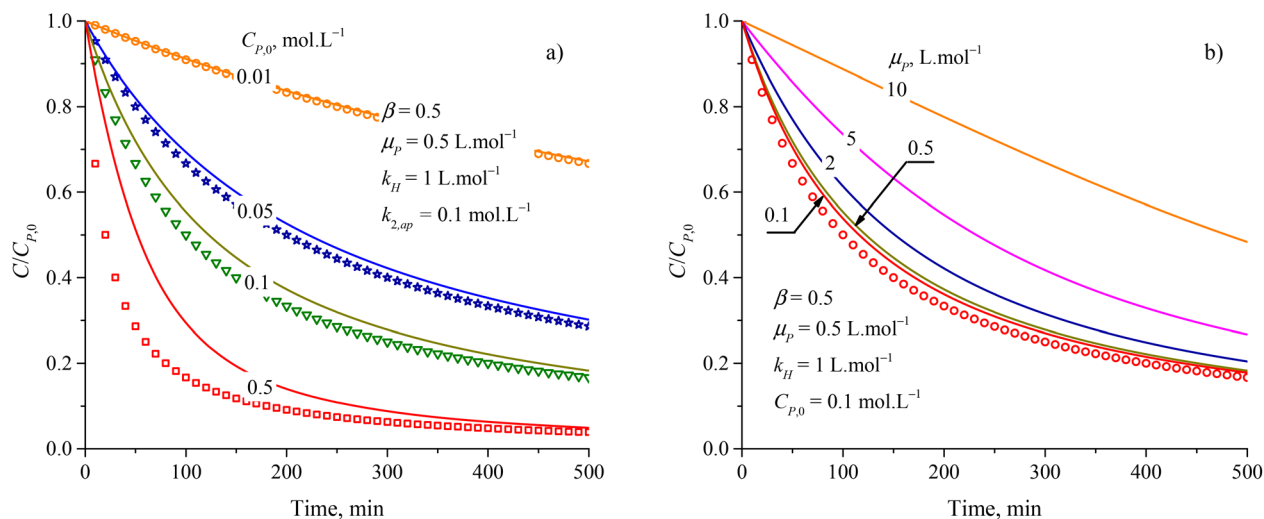 a)
C_{P,0}, mol.L⁻¹
0.01
β = 0.5
μ_P = 0.5 L.mol⁻¹
k_H = 1 L.mol⁻¹
k_{2,ap} = 0.1 mol.L⁻¹
0.05
0.1
0.5
C/C_{P,0}
1.0
0.8
0.6
0.4
0.2
0.0
0 100 200 300 400 500
Time, min
b)
μ_P, L.mol⁻¹
10
5
2
0.5
0.1
β = 0.5
μ_P = 0.5 L.mol⁻¹
k_H = 1 L.mol⁻¹
C_{P,0} = 0.1 mol.L⁻¹
C/C_{P,0}
1.0
0.8
0.6
0.4
0.2
0.0
0 100 200 300 400 500
Time, min